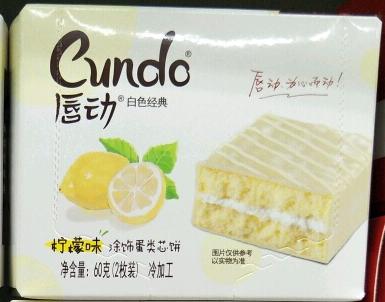 Cundo®
唇动® 白色经典
唇动,为心而动!
柠檬味 涂饰蛋类芯饼
净含量: 60克(2枚装) 冷加工
图片仅供参考
以实物为准